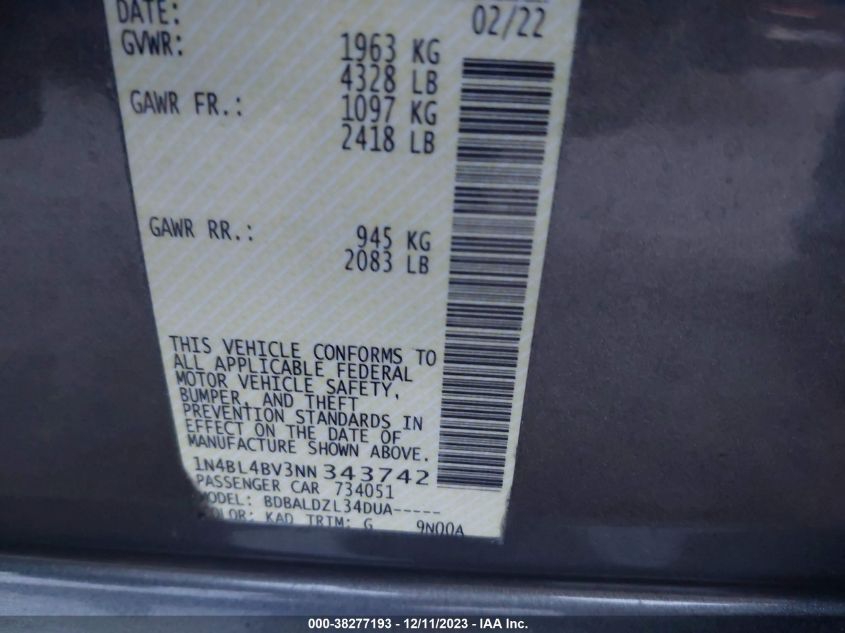 DATE: 02/22
GVWR: 1963 KG
4328 LB
GAWR FR.: 1097 KG
2418 LB
GAWR RR.: 945 KG
2083 LB
THIS VEHICLE CONFORMS TO
ALL APPLICABLE FEDERAL
MOTOR VEHICLE SAFETY,
BUMPER, AND THEFT
PREVENTION STANDARDS IN
EFFECT ON THE DATE OF
MANUFACTURE SHOWN ABOVE.
1N4BL4BV3NN343742
PASSENGER CAR 734051
MODEL: BDBALDZL34DUA-----
COLOR: KAD TRIM: G 9N00A
000-38277193 - 12/11/2023 - IAA Inc.